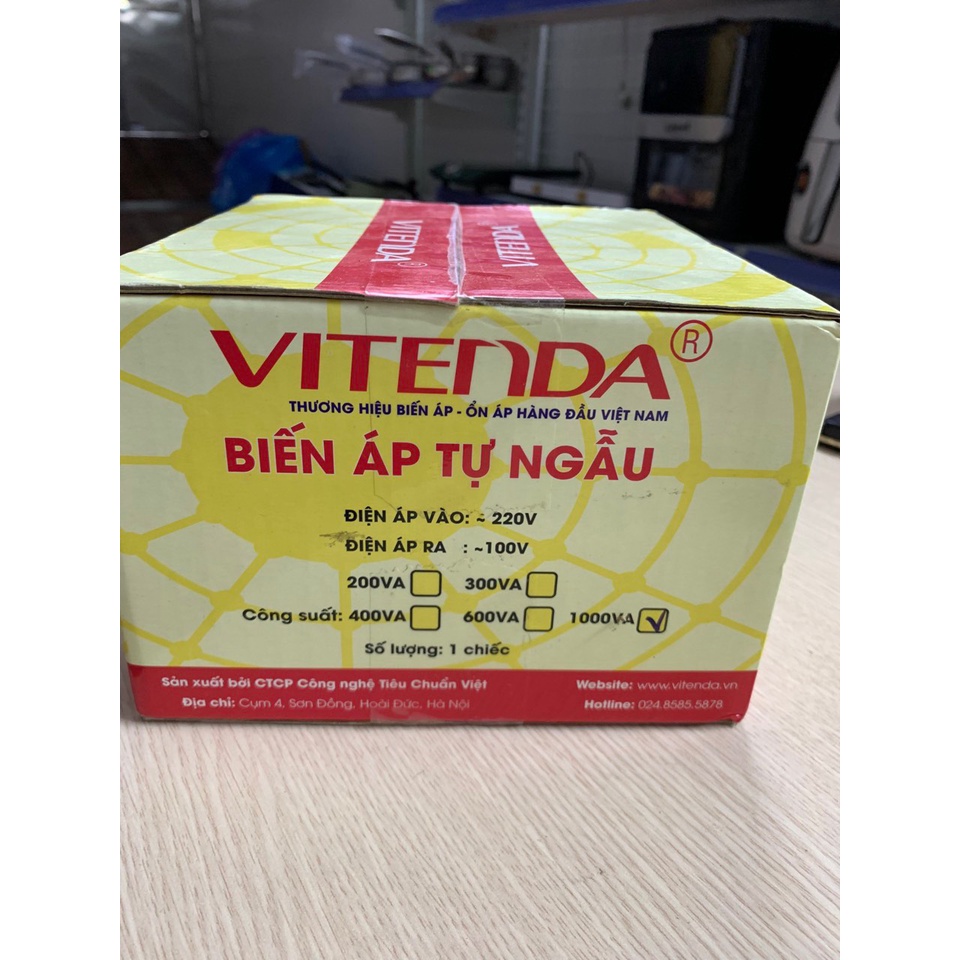 VITENDA
VITENDA
VITENDA ®
THƯƠNG HIỆU BIẾN ÁP - ỔN ÁP HÀNG ĐẦU VIỆT NAM
BIẾN ÁP TỰ NGẪU
ĐIỆN ÁP VÀO: ~ 220V
ĐIỆN ÁP RA : ~100V
200VA 300VA
Công suất: 400VA 600VA 1000VA
Số lượng: 1 chiếc
Sản xuất bởi CTCP Công nghệ Tiêu Chuẩn Việt Website: www.vitenda.vn
Địa chỉ: Cụm 4, Sơn Đồng, Hoài Đức, Hà Nội Hotline: 024.8585.5878